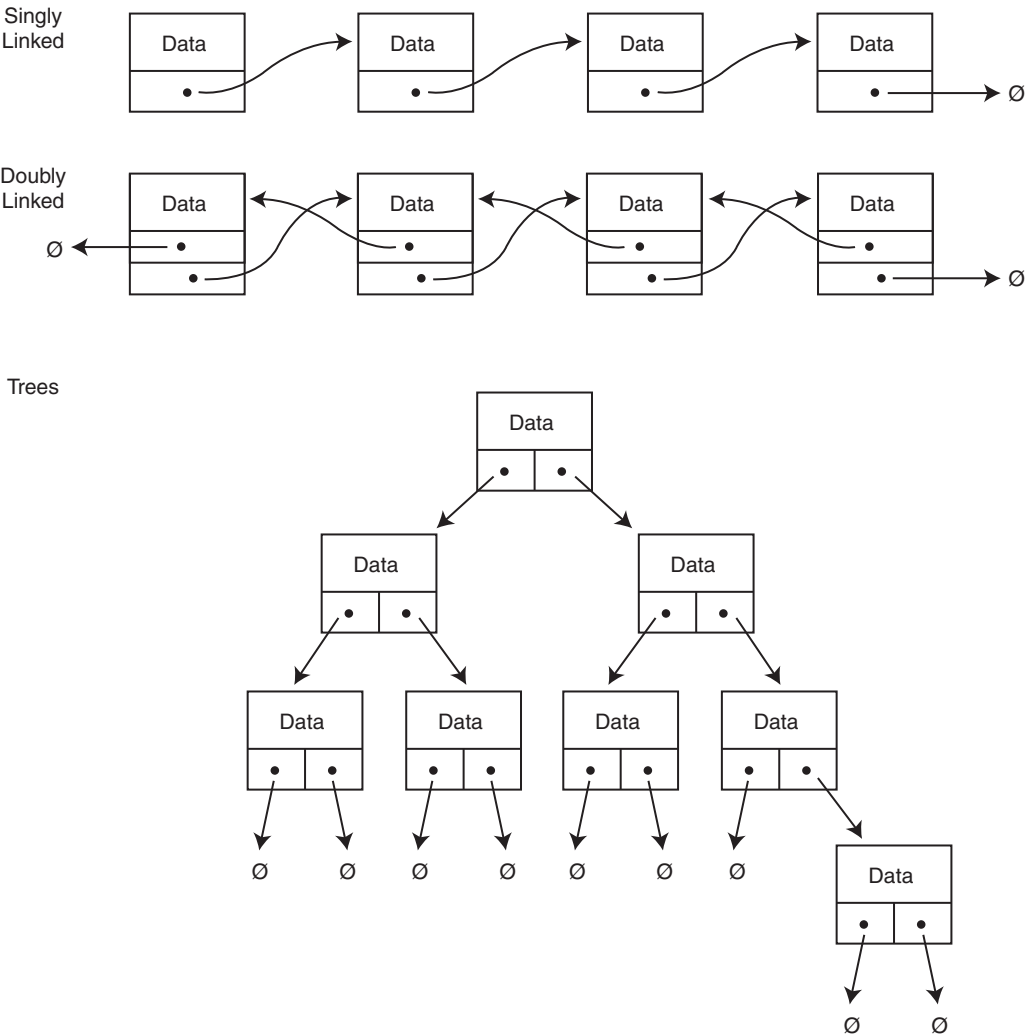 Singly
Linked
Data Data Data Data
Ø
Doubly
Linked
Data Data Data Data
Ø
Ø
Trees
Data
Data Data
Data Data Data Data
Ø Ø Ø Ø Ø Ø Ø
Data
Ø Ø